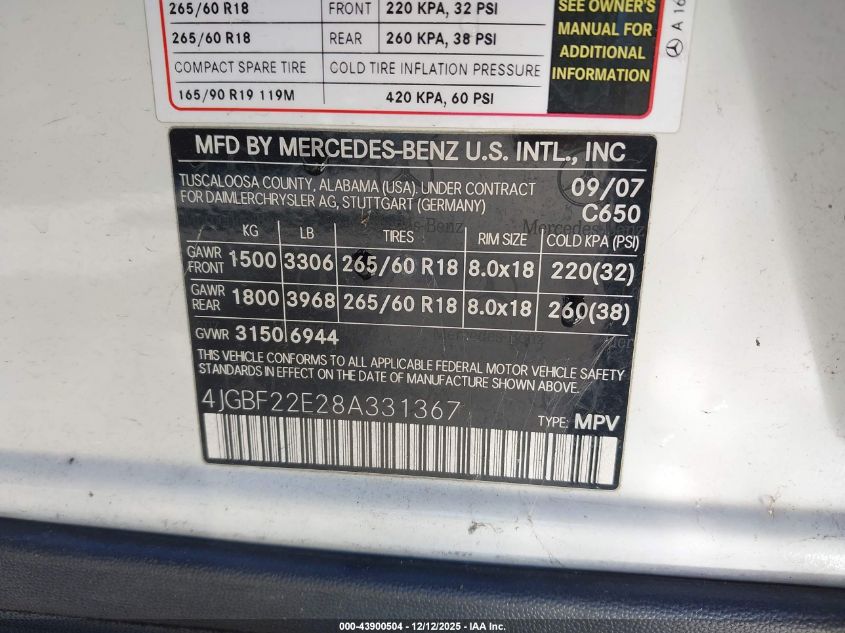 265/60 R18 FRONT 220 KPA, 32 PSI
265/60 R18 REAR 260 KPA, 38 PSI
COMPACT SPARE TIRE COLD TIRE INFLATION PRESSURE
165/90 R19 119M 420 KPA, 60 PSI
SEE OWNER'S
MANUAL FOR
ADDITIONAL
INFORMATION
A 16
MFD BY MERCEDES-BENZ U.S. INTL., INC
TUSCALOOSA COUNTY, ALABAMA (USA). UNDER CONTRACT 09/07
FOR DAIMLERCHRYSLER AG, STUTTGART (GERMANY) C650
KG LB TIRES RIM SIZE COLD KPA (PSI)
GAWR FRONT 1500 3306 265/60 R18 8.0x18 220(32)
GAWR REAR 1800 3968 265/60 R18 8.0x18 260(38)
GVWR 3150 6944
THIS VEHICLE CONFORMS TO ALL APPLICABLE FEDERAL MOTOR VEHICLE SAFETY
STANDARDS IN EFFECT ON THE DATE OF MANUFACTURE SHOWN ABOVE.
4JGBF22E28A331367 TYPE: MPV
000-43900504 - 12/12/2025 - IAA Inc.